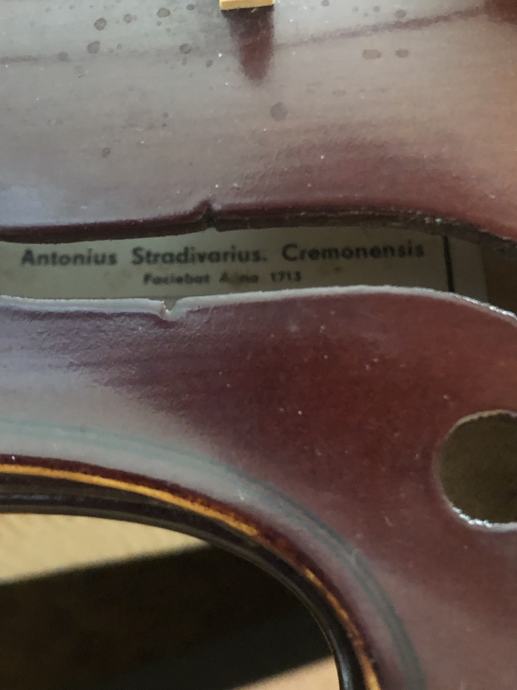 Antonius Stradivarius. Cremonensis
Faciebat Anno 1713